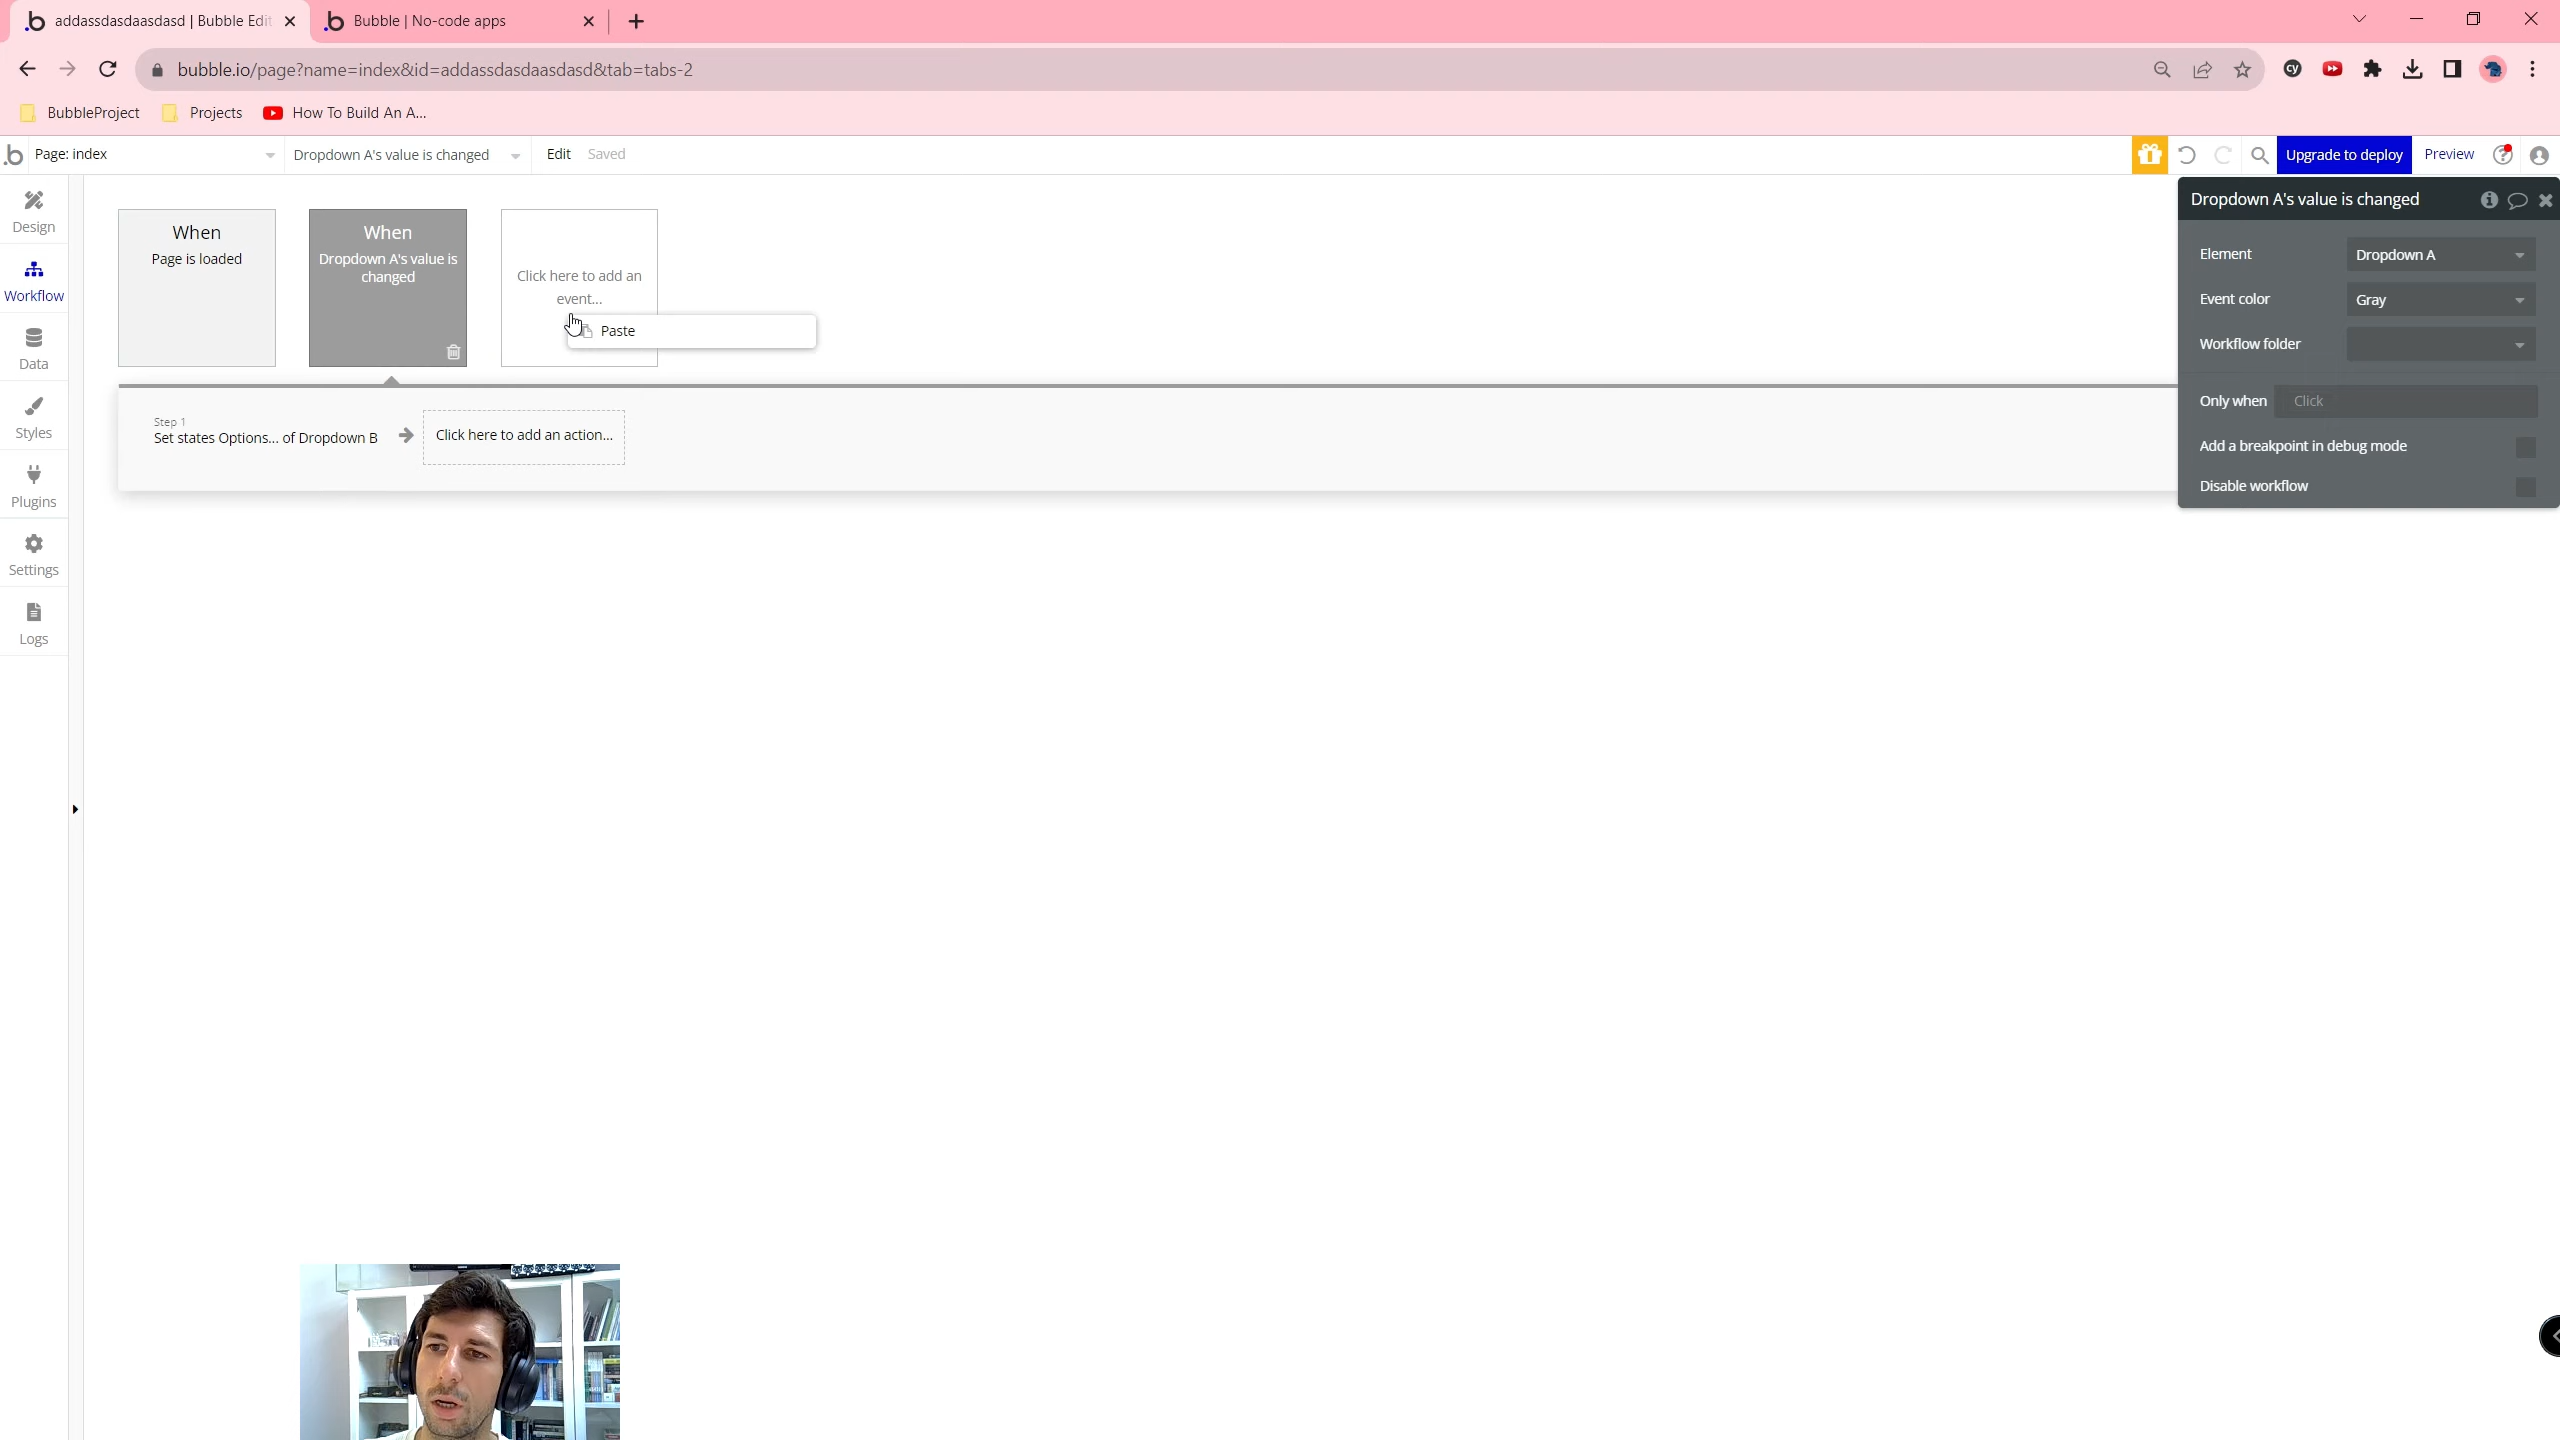 addassdasdaasdasd | Bubble Edit
Bubble | No-code apps
bubble.io/page?name=index&id=addassdasdaasdasd&tab=tabs-2
BubbleProject
Projects
How To Build An A...
Page: index
Dropdown A's value is changed
Edit
Saved
Upgrade to deploy
Preview
Design
Workflow
Data
Styles
Plugins
Settings
Logs
When
Page is loaded
When
Dropdown A's value is
changed
Click here to add an
event...
Paste
Step 1
Set states Options... of Dropdown B
Click here to add an action...
Dropdown A's value is changed
Element
Dropdown A
Event color
Gray
Workflow folder
Only when
Click
Add a breakpoint in debug mode
Disable workflow